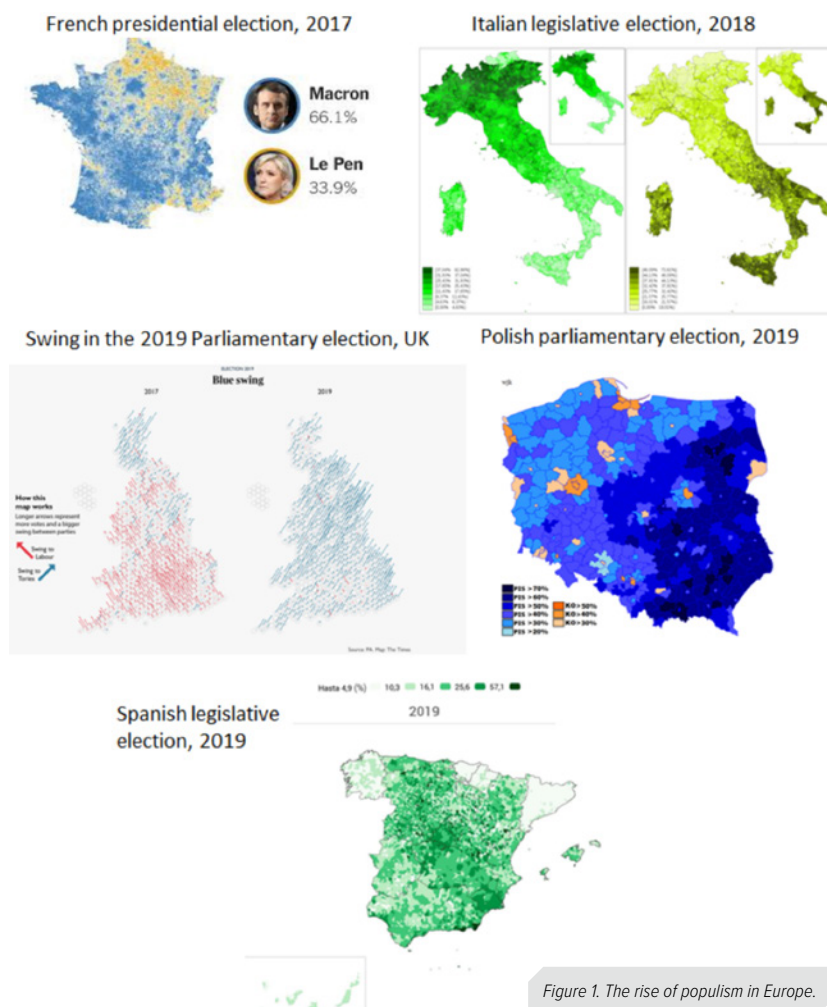 French presidential election, 2017
Macron
66.1%
Le Pen
33.9%
Italian legislative election, 2018
Swing in the 2019 Parliamentary election, UK
ELECTION 2019
Blue swing
2017
2019
How this
map works
Longer arrows represent
more votes and a bigger
swing between parties
Swing to
Labour
Swing to
Tories
Source: PA. Map: The Times
Polish parliamentary election, 2019
PIS >70%
PIS >60%
PIS >50%
PIS >40%
PIS >30%
PIS >20%
KO >50%
KO >40%
KO >30%
Spanish legislative
election, 2019
Hasta 4,9 (%) 10,3 16,1 25,6 57,1
2019
Figure 1. The rise of populism in Europe.